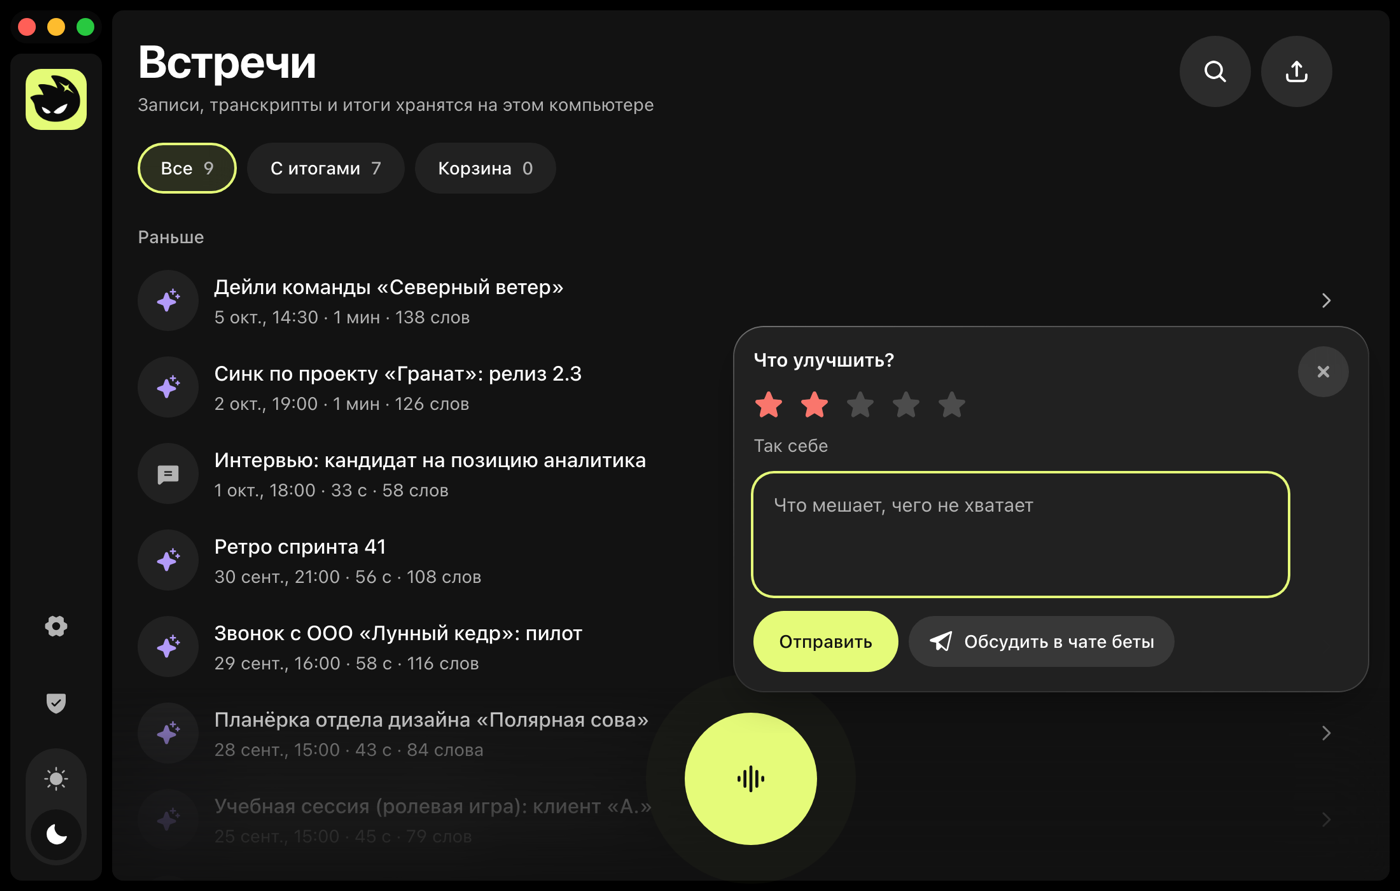 Встречи
Записи, транскрипты и итоги хранятся на этом компьютере
Все 9
С итогами 7
Корзина 0
Раньше
Дейли команды «Северный ветер»
5 окт., 14:30 · 1 мин · 138 слов
Синк по проекту «Гранат»: релиз 2.3
2 окт., 19:00 · 1 мин · 126 слов
Интервью: кандидат на позицию аналитика
1 окт., 18:00 · 33 с · 58 слов
Ретро спринта 41
30 сент., 21:00 · 56 с · 108 слов
Звонок с ООО «Лунный кедр»: пилот
29 сент., 16:00 · 58 с · 116 слов
Планёрка отдела дизайна «Полярная сова»
28 сент., 15:00 · 43 с · 84 слова
Учебная сессия (ролевая игра): клиент «А.»
25 сент., 15:00 · 45 с · 79 слов
Что улучшить?
Так себе
Что мешает, чего не хватает
Отправить
Обсудить в чате беты